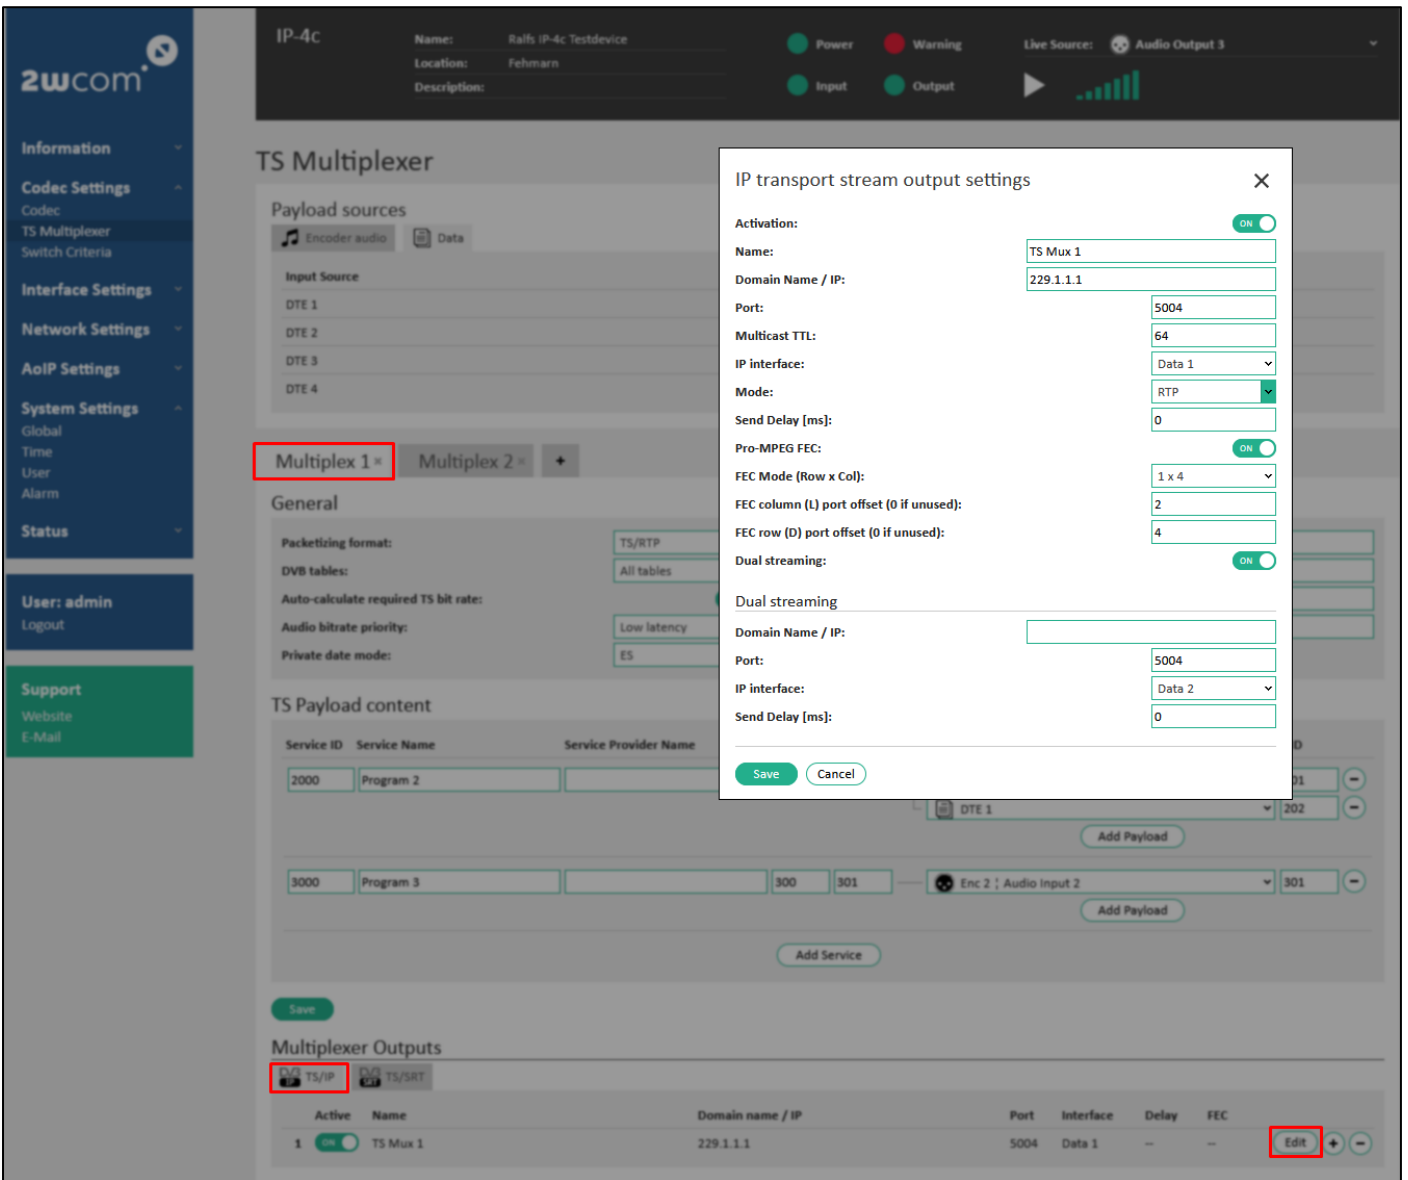 2wcom
Information
Codec Settings
Codec
TS Multiplexer
Switch Criteria
Interface Settings
Network Settings
AoIP Settings
System Settings
Global
Time
User
Alarm
Status
User: admin
Logout
Support
Website
E-Mail
IP-4c
Name: Ralfs IP-4c Testdevice
Location: Fehmarn
Description:
Power Warning
Input Output
Live Source: Audio Output 3
TS Multiplexer
Payload sources
Encoder audio Data
Input Source
DTE 1
DTE 2
DTE 3
DTE 4
Multiplex 1 × Multiplex 2 × +
General
Packetizing format: TS/RTP
DVB tables: All tables
Auto-calculate required TS bit rate:
Audio bitrate priority: Low latency
Private date mode: ES
TS Payload content
Service ID Service Name Service Provider Name
2000 Program 2
DTE 1 202
Add Payload
3000 Program 3 300 301 Enc 2 ¦ Audio Input 2 301
Add Payload
Add Service
Save
Multiplexer Outputs
IP TS/IP SRT TS/SRT
Active Name Domain name / IP Port Interface Delay FEC
1 ON TS Mux 1 229.1.1.1 5004 Data 1 -- -- Edit + −
IP transport stream output settings ×
Activation: ON
Name: TS Mux 1
Domain Name / IP: 229.1.1.1
Port: 5004
Multicast TTL: 64
IP interface: Data 1
Mode: RTP
Send Delay [ms]: 0
Pro-MPEG FEC: ON
FEC Mode (Row x Col): 1 x 4
FEC column (L) port offset (0 if unused): 2
FEC row (D) port offset (0 if unused): 4
Dual streaming: ON
Dual streaming
Domain Name / IP:
Port: 5004
IP interface: Data 2
Send Delay [ms]: 0
Save Cancel